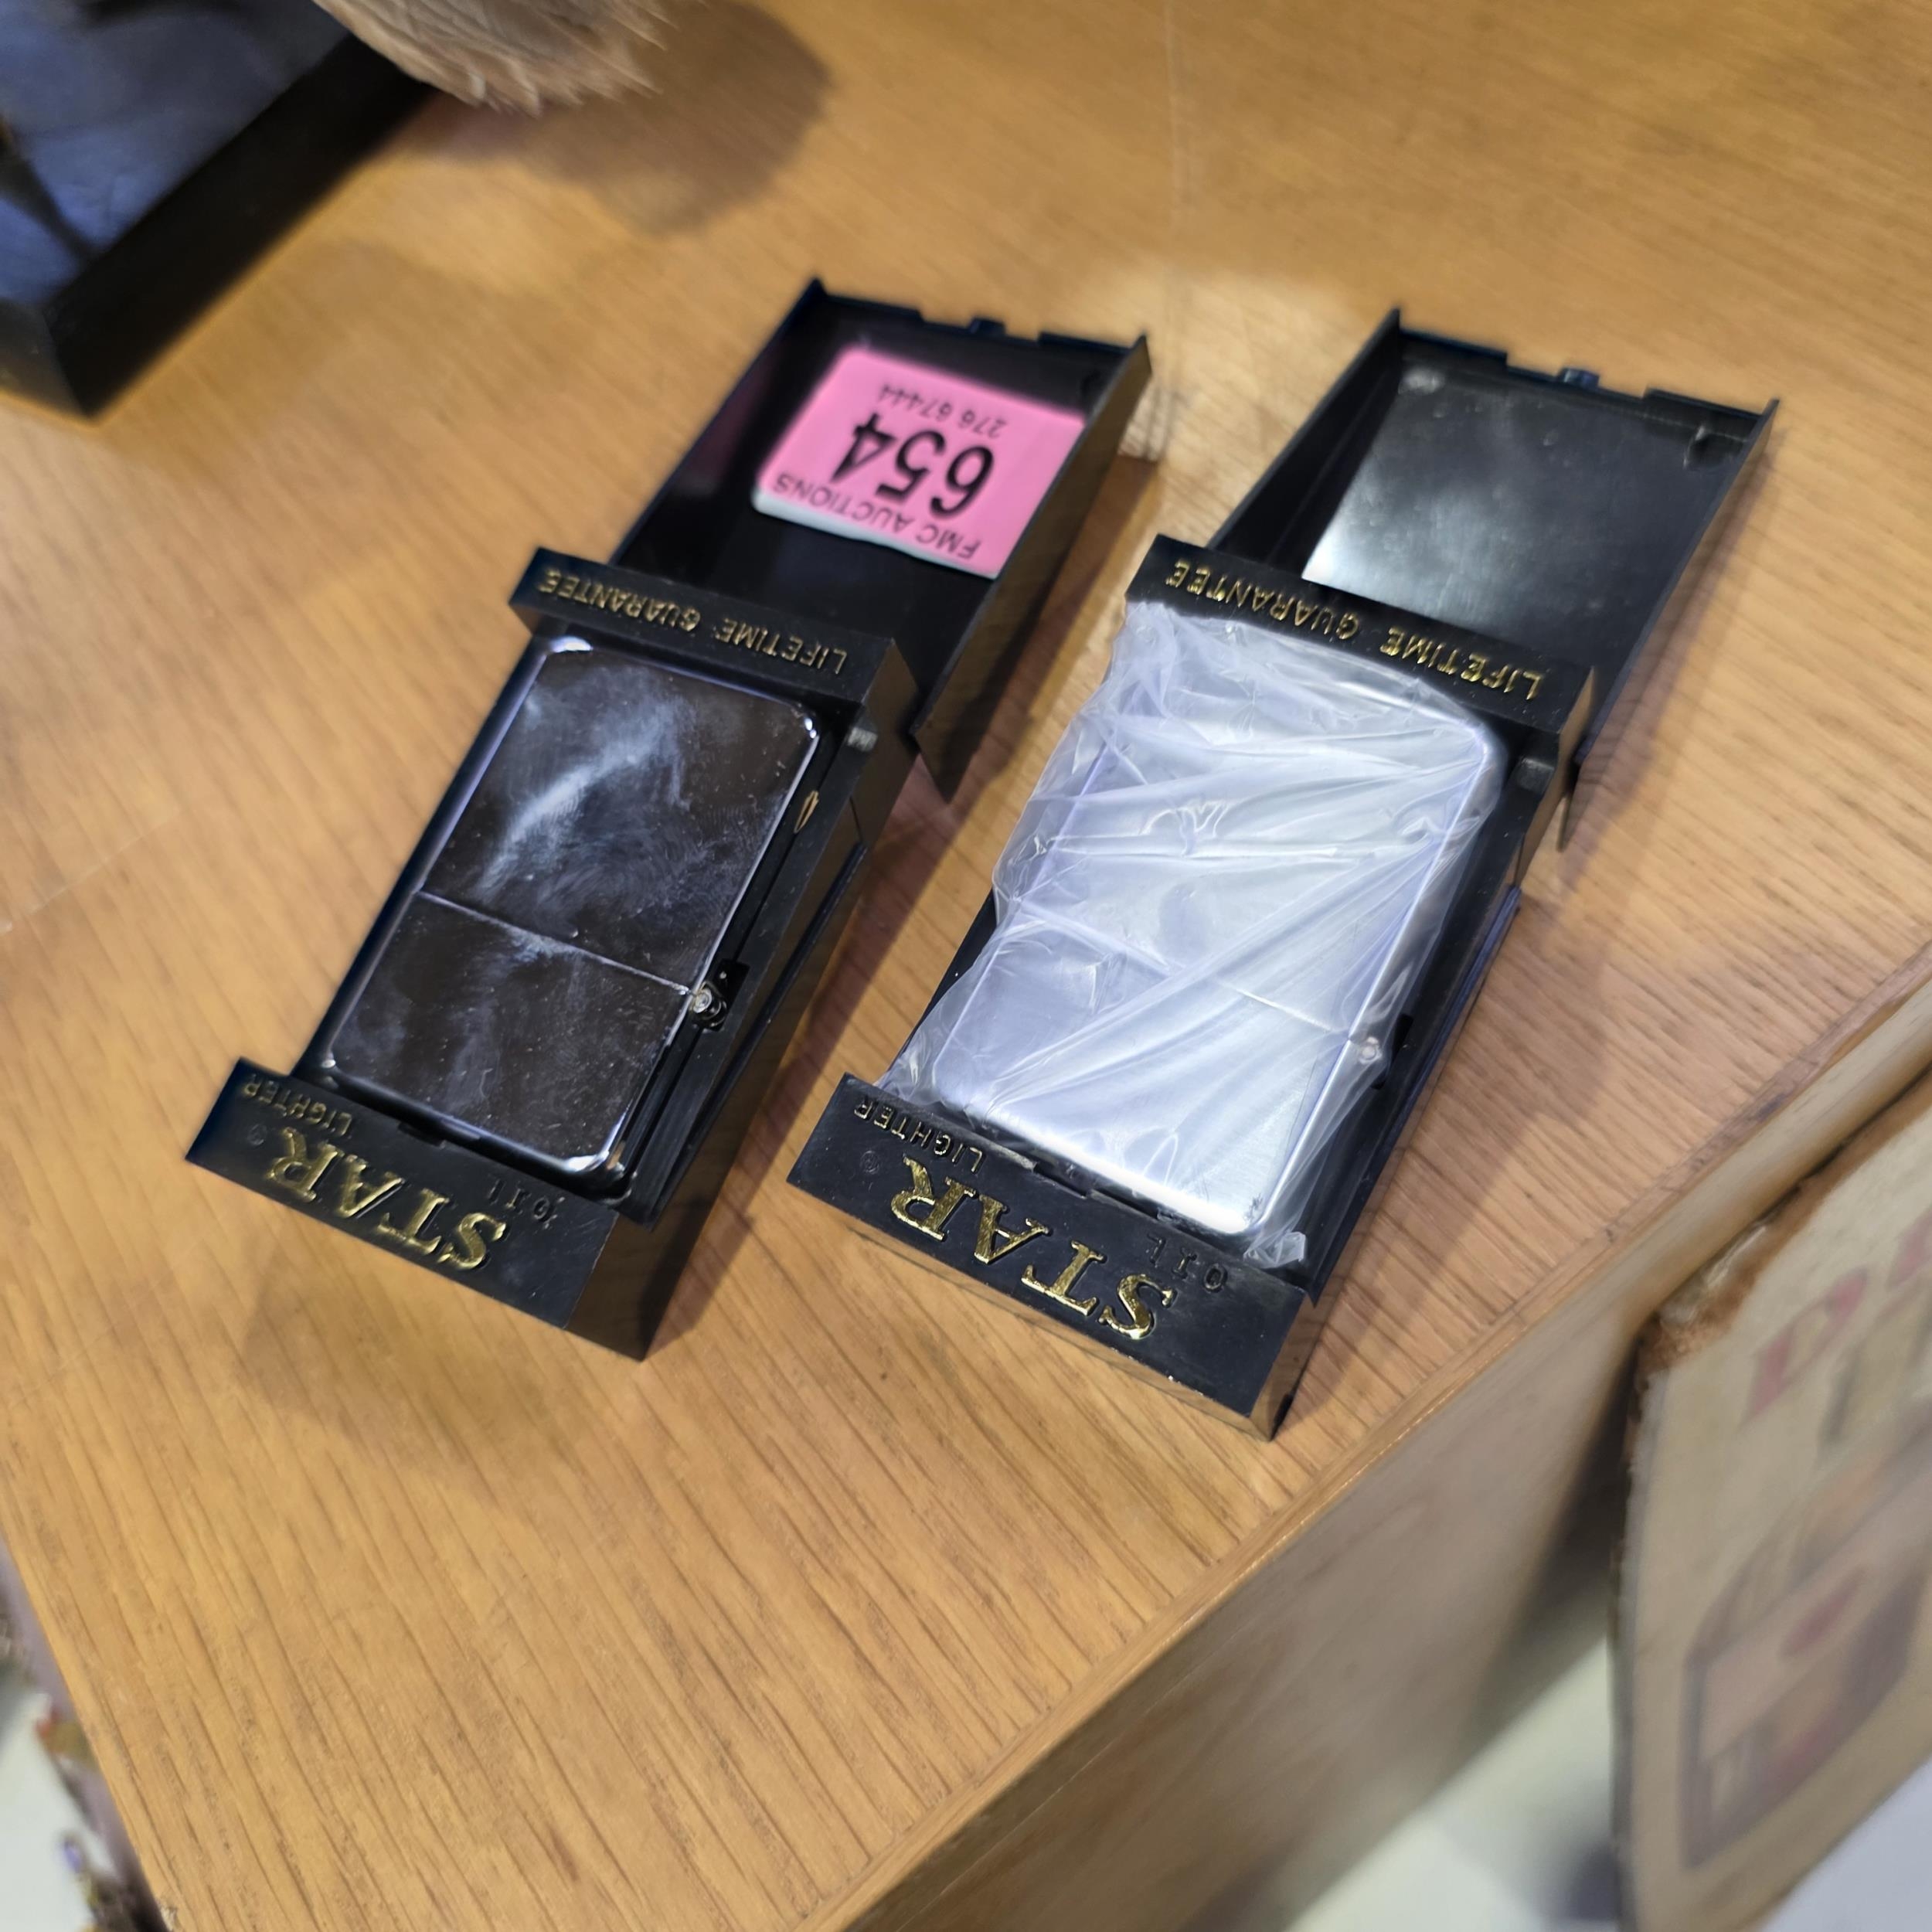 FMC AUCTIONS
654
276 67444
LIFETIME GUARANTEE
OIL
STAR®
LIGHTER
LIFETIME GUARANTEE
OIL
STAR®
LIGHTER